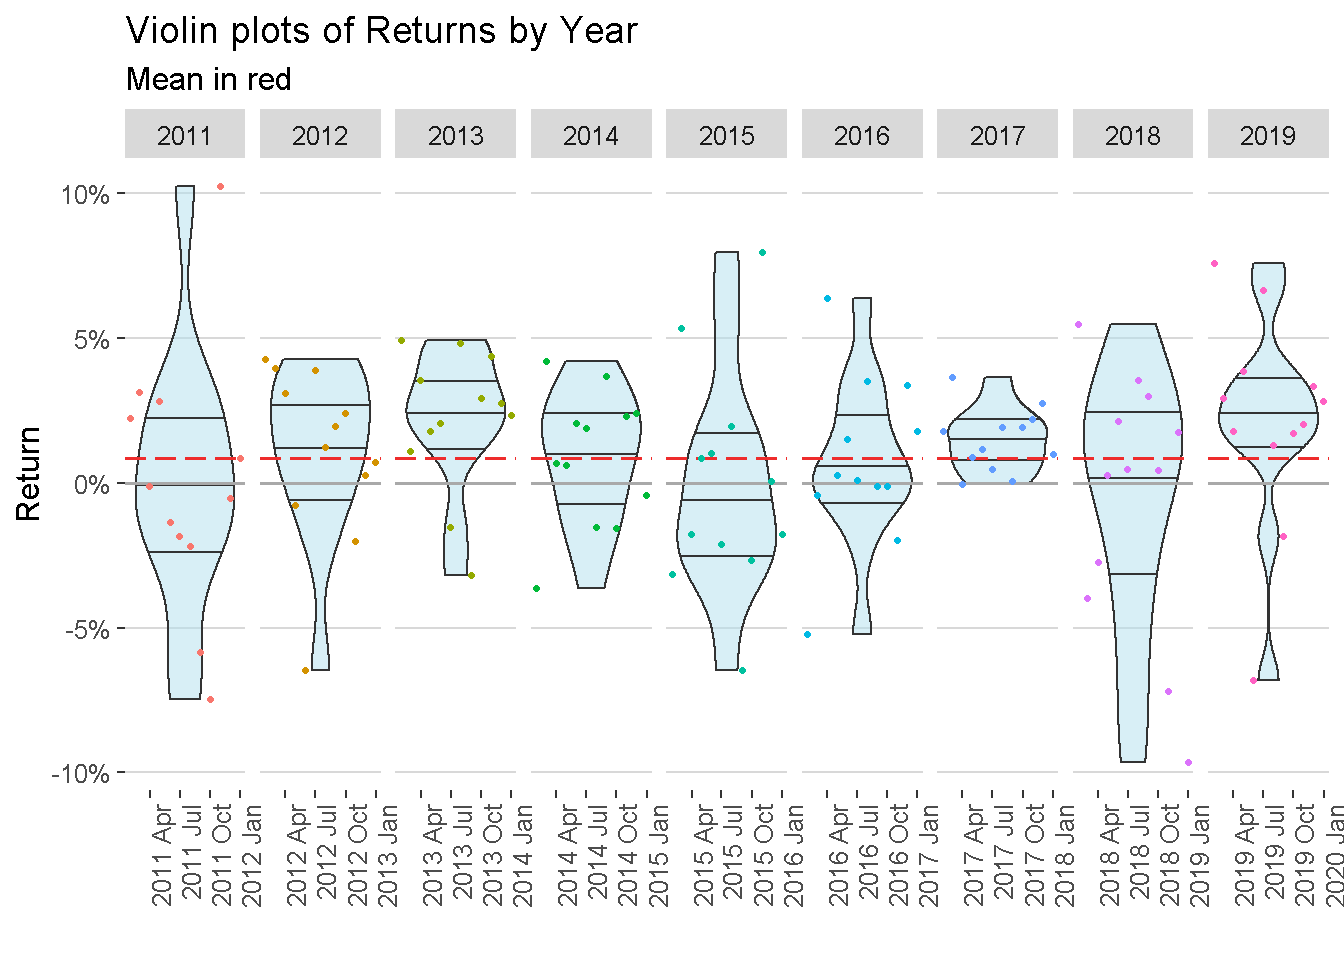 Violin plots of Returns by Year
Mean in red
2011 2012 2013 2014 2015 2016 2017 2018 2019
10%
5%
0%
-5%
-10%
Return
2011 Apr
2011 Jul
2011 Oct
2012 Jan
2012 Apr
2012 Jul
2012 Oct
2013 Jan
2013 Apr
2013 Jul
2013 Oct
2014 Jan
2014 Apr
2014 Jul
2014 Oct
2015 Jan
2015 Apr
2015 Jul
2015 Oct
2016 Jan
2016 Apr
2016 Jul
2016 Oct
2017 Jan
2017 Apr
2017 Jul
2017 Oct
2018 Jan
2018 Apr
2018 Jul
2018 Oct
2019 Jan
2019 Apr
2019 Jul
2019 Oct
2020 Jan